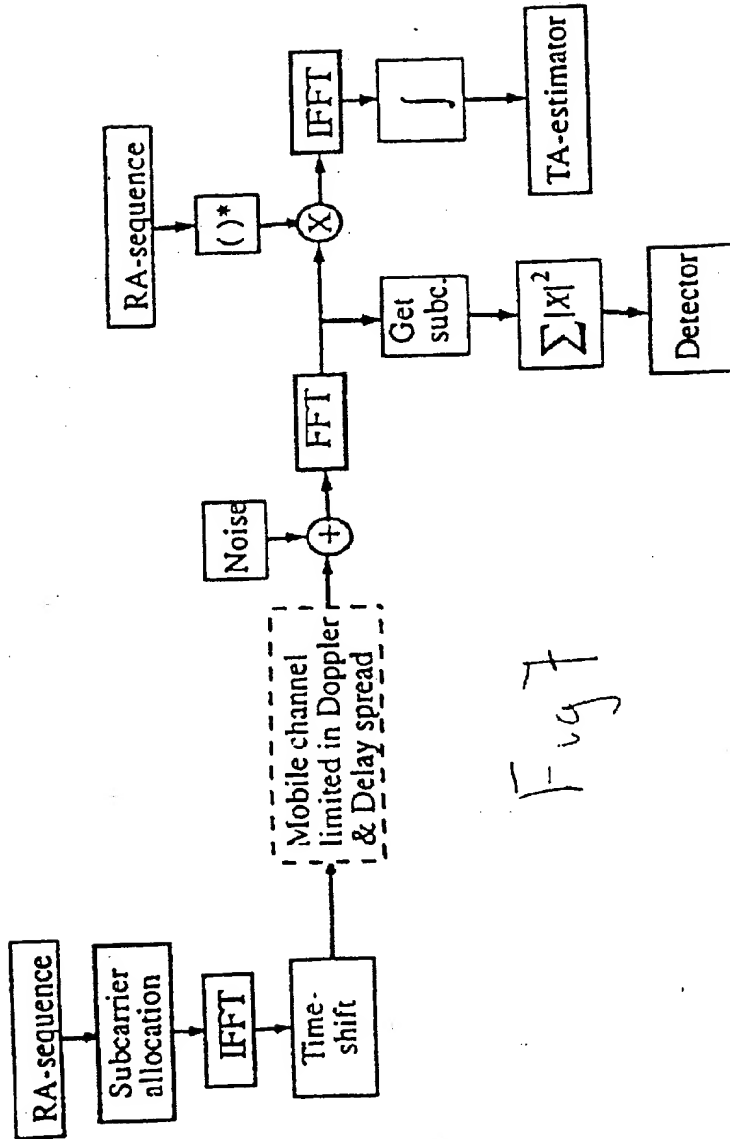 RA-sequence
Subcarrier
allocation
IFFT
Time-
shift
Mobile channel
limited in Doppler
& Delay spread
Noise
+
FFT
RA-sequence
( )*
X
IFFT
∫
TA-estimator
Get
subc.
∑|X|²
Detector
Fig 7